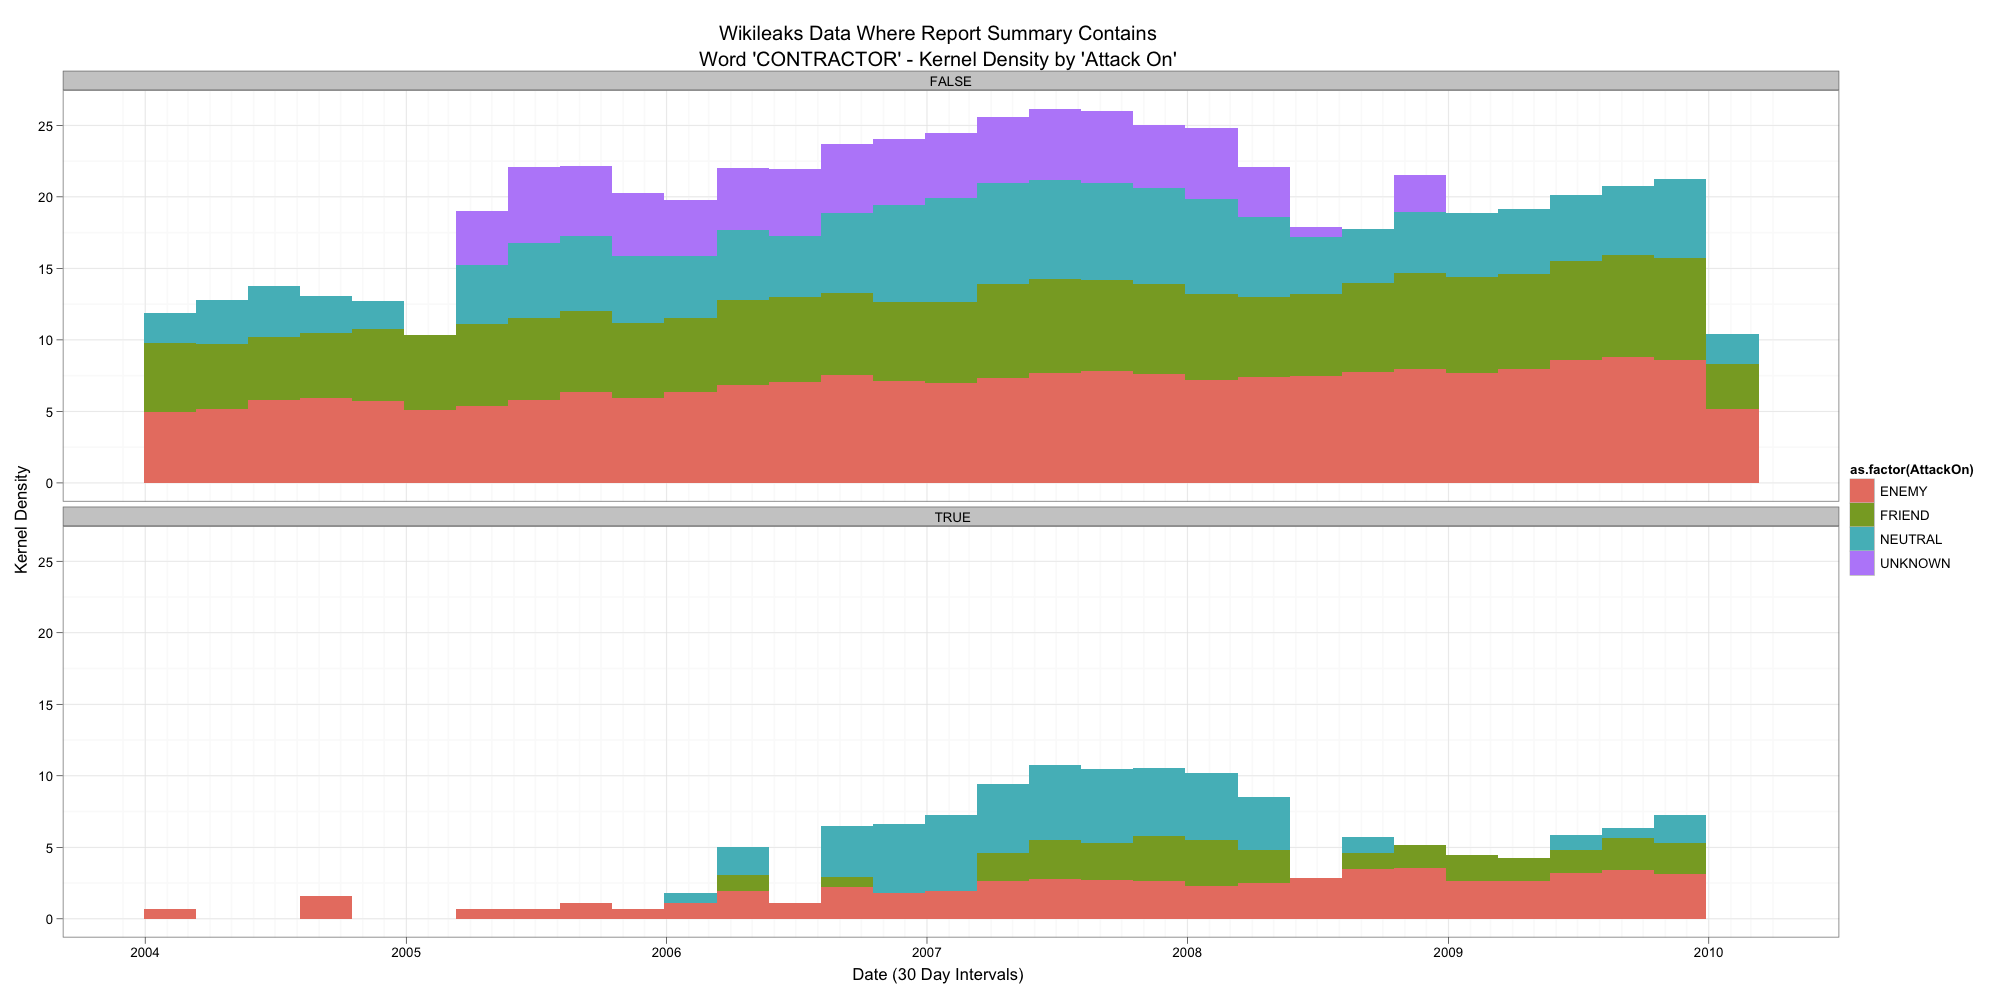 Wikileaks Data Where Report Summary Contains
Word 'CONTRACTOR' - Kernel Density by 'Attack On'
FALSE
25
20
15
10
5
0
TRUE
25
20
15
10
5
0
Kernel Density
2004 2005 2006 2007 2008 2009 2010
Date (30 Day Intervals)
as.factor(AttackOn)
ENEMY
FRIEND
NEUTRAL
UNKNOWN